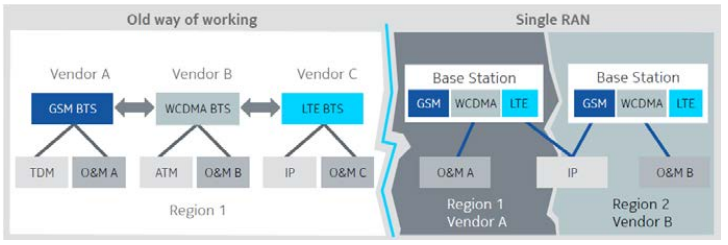 Old way of working
Single RAN
Vendor A
Vendor B
Vendor C
GSM BTS
WCDMA BTS
LTE BTS
TDM
O&M A
ATM
O&M B
IP
O&M C
Region 1
Base Station
GSM
WCDMA
LTE
Base Station
GSM
WCDMA
LTE
O&M A
IP
O&M B
Region 1
Vendor A
Region 2
Vendor B